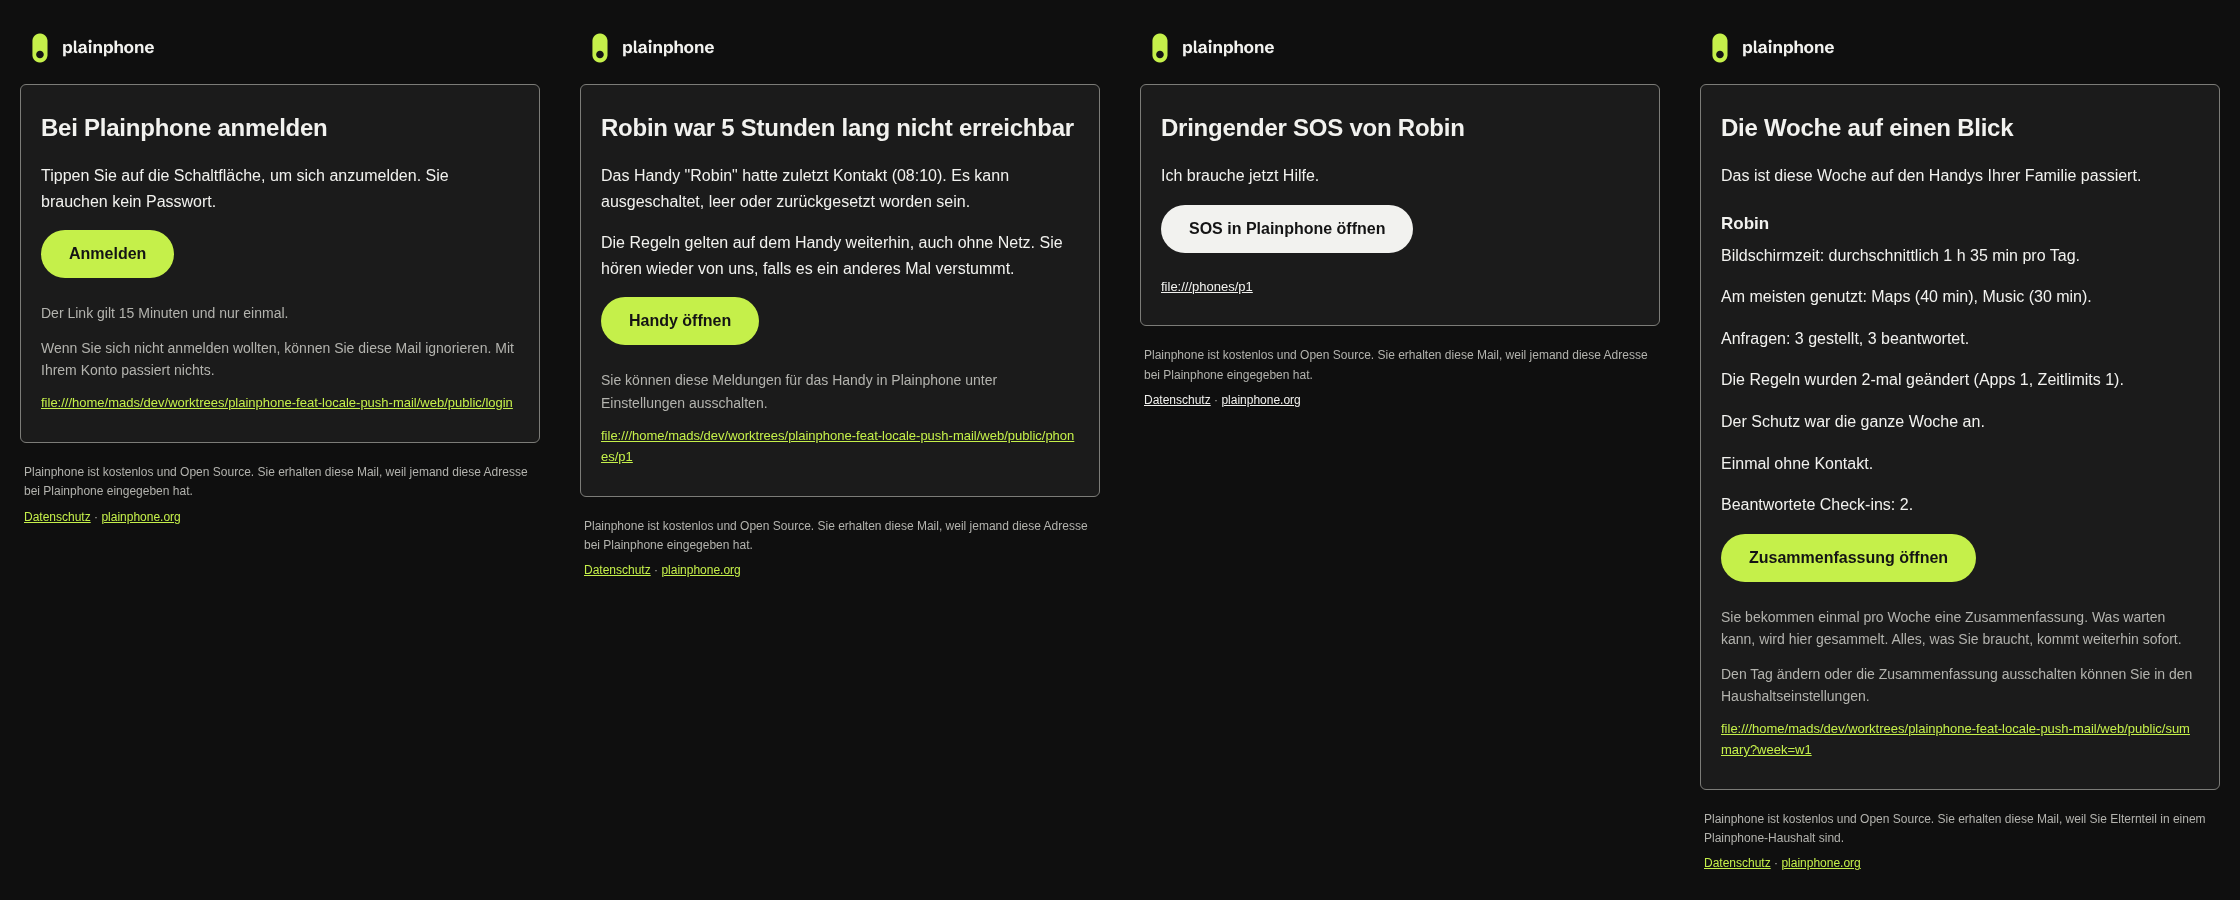 plainphone
Bei Plainphone anmelden
Tippen Sie auf die Schaltfläche, um sich anzumelden. Sie
brauchen kein Passwort.
Anmelden
Der Link gilt 15 Minuten und nur einmal.
Wenn Sie sich nicht anmelden wollten, können Sie diese Mail ignorieren. Mit
Ihrem Konto passiert nichts.
file:///home/mads/dev/worktrees/plainphone-feat-locale-push-mail/web/public/login
Plainphone ist kostenlos und Open Source. Sie erhalten diese Mail, weil jemand diese Adresse
bei Plainphone eingegeben hat.
Datenschutz · plainphone.org
plainphone
Robin war 5 Stunden lang nicht erreichbar
Das Handy "Robin" hatte zuletzt Kontakt (08:10). Es kann
ausgeschaltet, leer oder zurückgesetzt worden sein.
Die Regeln gelten auf dem Handy weiterhin, auch ohne Netz. Sie
hören wieder von uns, falls es ein anderes Mal verstummt.
Handy öffnen
Sie können diese Meldungen für das Handy in Plainphone unter
Einstellungen ausschalten.
file:///home/mads/dev/worktrees/plainphone-feat-locale-push-mail/web/public/phon
es/p1
Plainphone ist kostenlos und Open Source. Sie erhalten diese Mail, weil jemand diese Adresse
bei Plainphone eingegeben hat.
Datenschutz · plainphone.org
plainphone
Dringender SOS von Robin
Ich brauche jetzt Hilfe.
SOS in Plainphone öffnen
file:///phones/p1
Plainphone ist kostenlos und Open Source. Sie erhalten diese Mail, weil jemand diese Adresse
bei Plainphone eingegeben hat.
Datenschutz · plainphone.org
plainphone
Die Woche auf einen Blick
Das ist diese Woche auf den Handys Ihrer Familie passiert.
Robin
Bildschirmzeit: durchschnittlich 1 h 35 min pro Tag.
Am meisten genutzt: Maps (40 min), Music (30 min).
Anfragen: 3 gestellt, 3 beantwortet.
Die Regeln wurden 2-mal geändert (Apps 1, Zeitlimits 1).
Der Schutz war die ganze Woche an.
Einmal ohne Kontakt.
Beantwortete Check-ins: 2.
Zusammenfassung öffnen
Sie bekommen einmal pro Woche eine Zusammenfassung. Was warten
kann, wird hier gesammelt. Alles, was Sie braucht, kommt weiterhin sofort.
Den Tag ändern oder die Zusammenfassung ausschalten können Sie in den
Haushaltseinstellungen.
file:///home/mads/dev/worktrees/plainphone-feat-locale-push-mail/web/public/sum
mary?week=w1
Plainphone ist kostenlos und Open Source. Sie erhalten diese Mail, weil Sie Elternteil in einem
Plainphone-Haushalt sind.
Datenschutz · plainphone.org